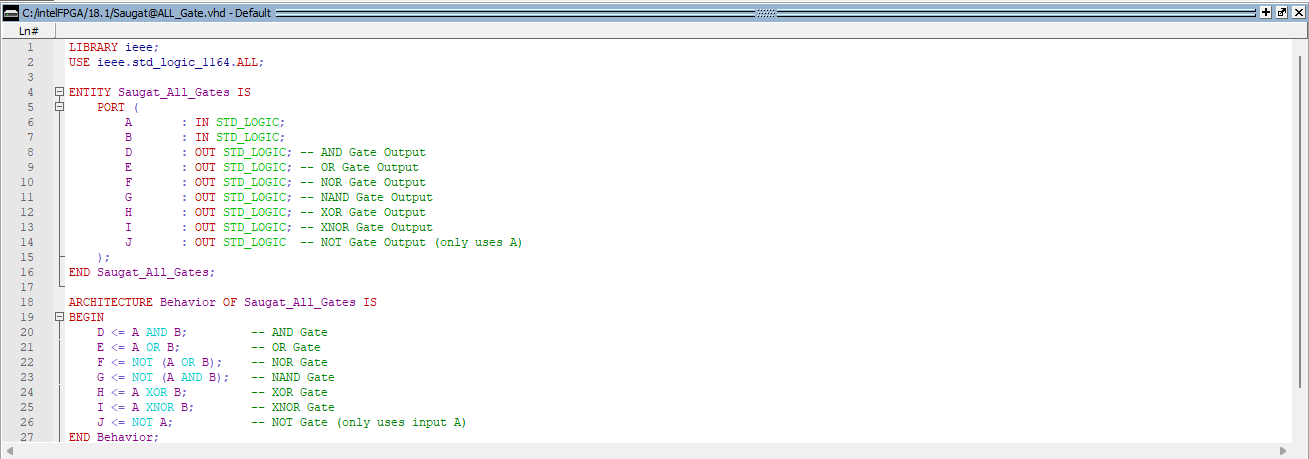 C:/intelFPGA/18.1/Saugat@ALL_Gate.vhd - Default
Ln#
1 LIBRARY ieee;
2 USE ieee.std_logic_1164.ALL;
3
4 ENTITY Saugat_All_Gates IS
5 PORT (
6 A : IN STD_LOGIC;
7 B : IN STD_LOGIC;
8 D : OUT STD_LOGIC; -- AND Gate Output
9 E : OUT STD_LOGIC; -- OR Gate Output
10 F : OUT STD_LOGIC; -- NOR Gate Output
11 G : OUT STD_LOGIC; -- NAND Gate Output
12 H : OUT STD_LOGIC; -- XOR Gate Output
13 I : OUT STD_LOGIC; -- XNOR Gate Output
14 J : OUT STD_LOGIC -- NOT Gate Output (only uses A)
15 );
16 END Saugat_All_Gates;
17
18 ARCHITECTURE Behavior OF Saugat_All_Gates IS
19 BEGIN
20 D <= A AND B; -- AND Gate
21 E <= A OR B; -- OR Gate
22 F <= NOT (A OR B); -- NOR Gate
23 G <= NOT (A AND B); -- NAND Gate
24 H <= A XOR B; -- XOR Gate
25 I <= A XNOR B; -- XNOR Gate
26 J <= NOT A; -- NOT Gate (only uses input A)
27 END Behavior;